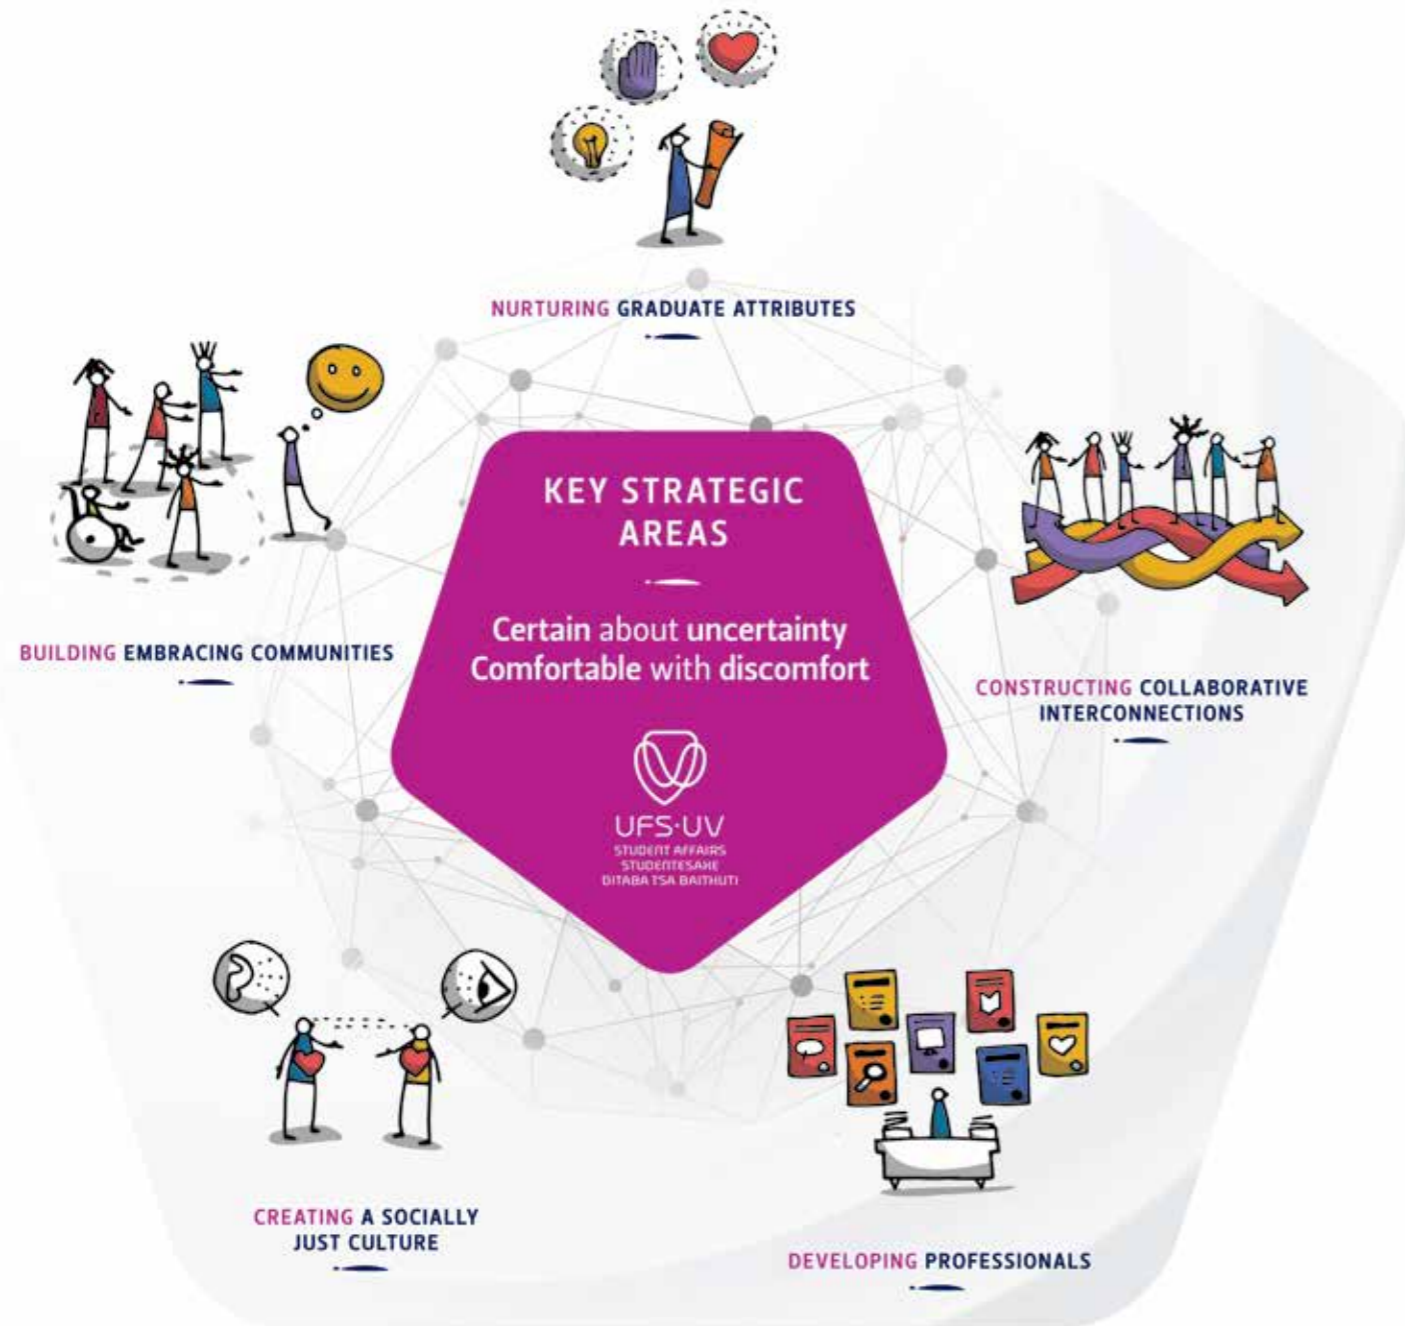 NURTURING GRADUATE ATTRIBUTES
KEY STRATEGIC
AREAS
Certain about uncertainty
Comfortable with discomfort
UFS·UV
STUDENT AFFAIRS
STUDENTESAKE
DITABA TSA BAITHUTI
BUILDING EMBRACING COMMUNITIES
CONSTRUCTING COLLABORATIVE
INTERCONNECTIONS
CREATING A SOCIALLY
JUST CULTURE
DEVELOPING PROFESSIONALS